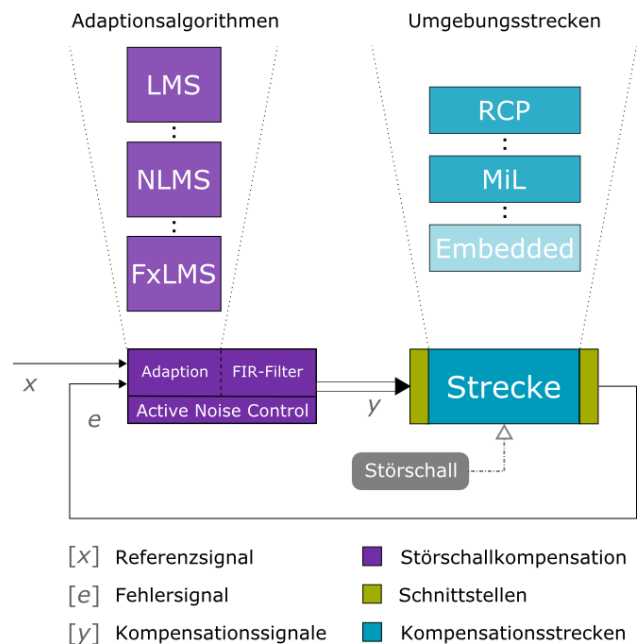 Adaptionsalgorithmen
Umgebungsstrecken
LMS
:
NLMS
:
FxLMS
RCP
:
MiL
:
Embedded
x
e
Adaption
FIR-Filter
Active Noise Control
y
Strecke
Störschall
[x] Referenzsignal
[e] Fehlersignal
[y] Kompensationssignale
Störschallkompensation
Schnittstellen
Kompensationsstrecken